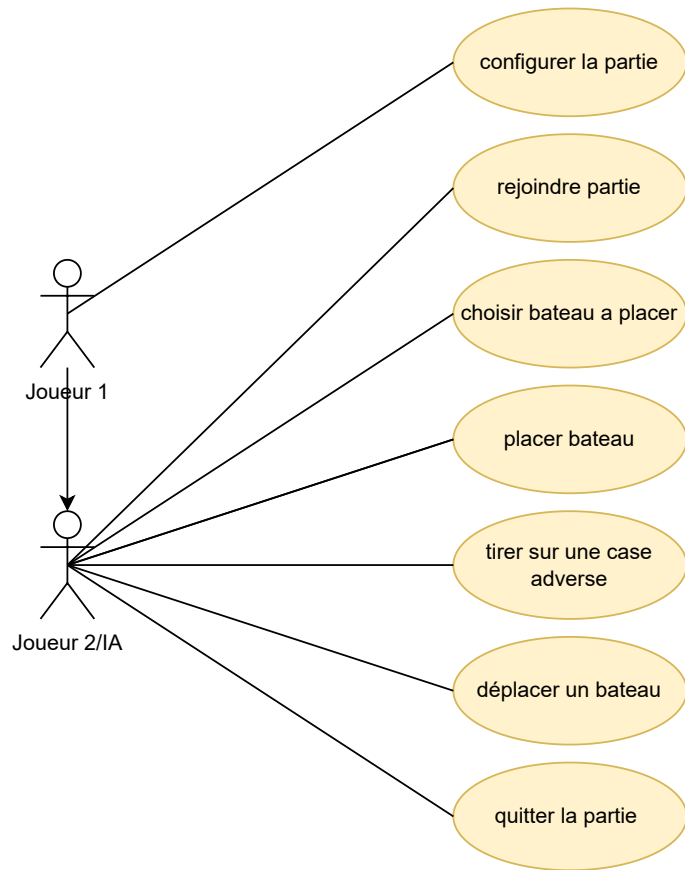 configurer la partie
rejoindre partie
choisir bateau a placer
Joueur 1
placer bateau
tirer sur une case
adverse
Joueur 2/IA
déplacer un bateau
quitter la partie